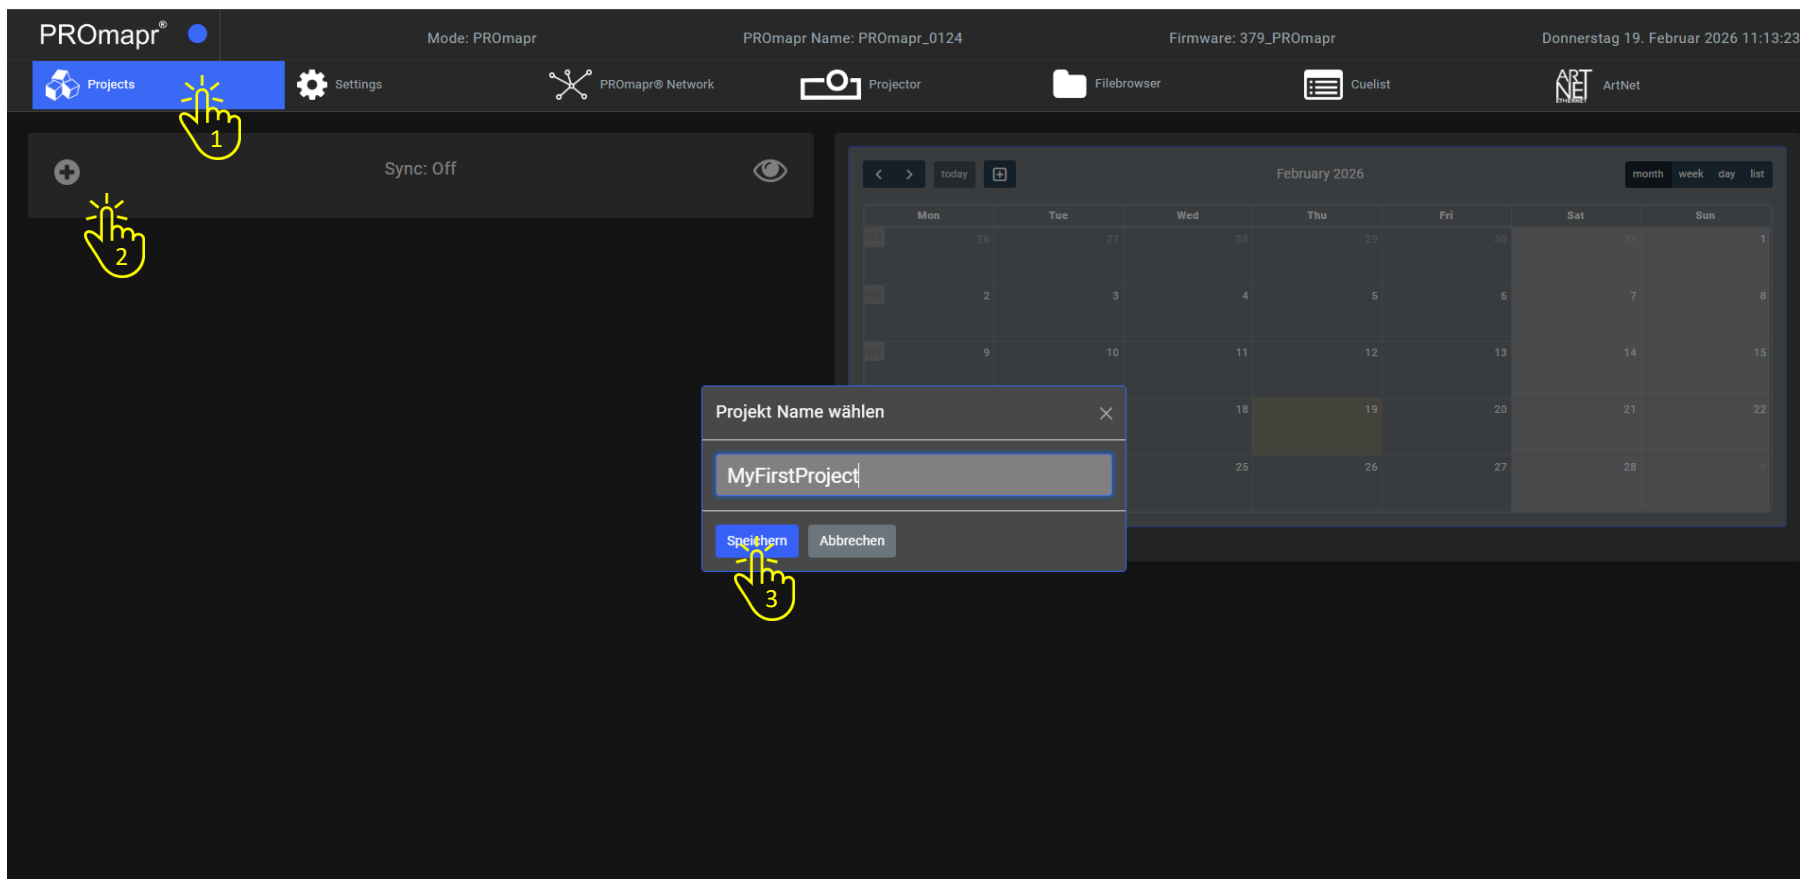 PROmapr®
Mode: PROmapr
PROmapr Name: PROmapr_0124
Firmware: 379_PROmapr
Donnerstag 19. Februar 2026 11:13:23
Projects
Settings
PROmapr® Network
Projector
Filebrowser
Cuelist
ART NET ETHERNET
ArtNet
1
Sync: Off
2
today
February 2026
month week day list
Mon Tue Wed Thu Fri Sat Sun
26 27 28 29 30 31 1
2 3 4 5 6 7 8
W7 9 10 11 12 13 14 15
18 19 20 21 22
25 26 27 28 1
Projekt Name wählen
MyFirstProject
Speichern
Abbrechen
3